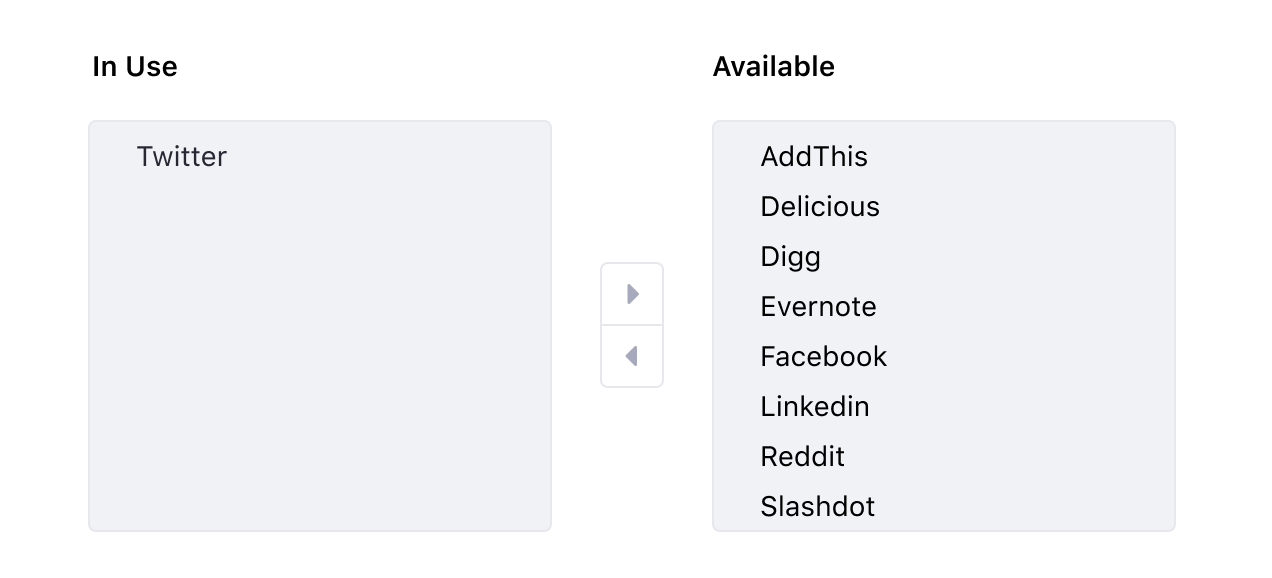 In Use
Twitter
Available
AddThis
Delicious
Digg
Evernote
Facebook
Linkedin
Reddit
Slashdot